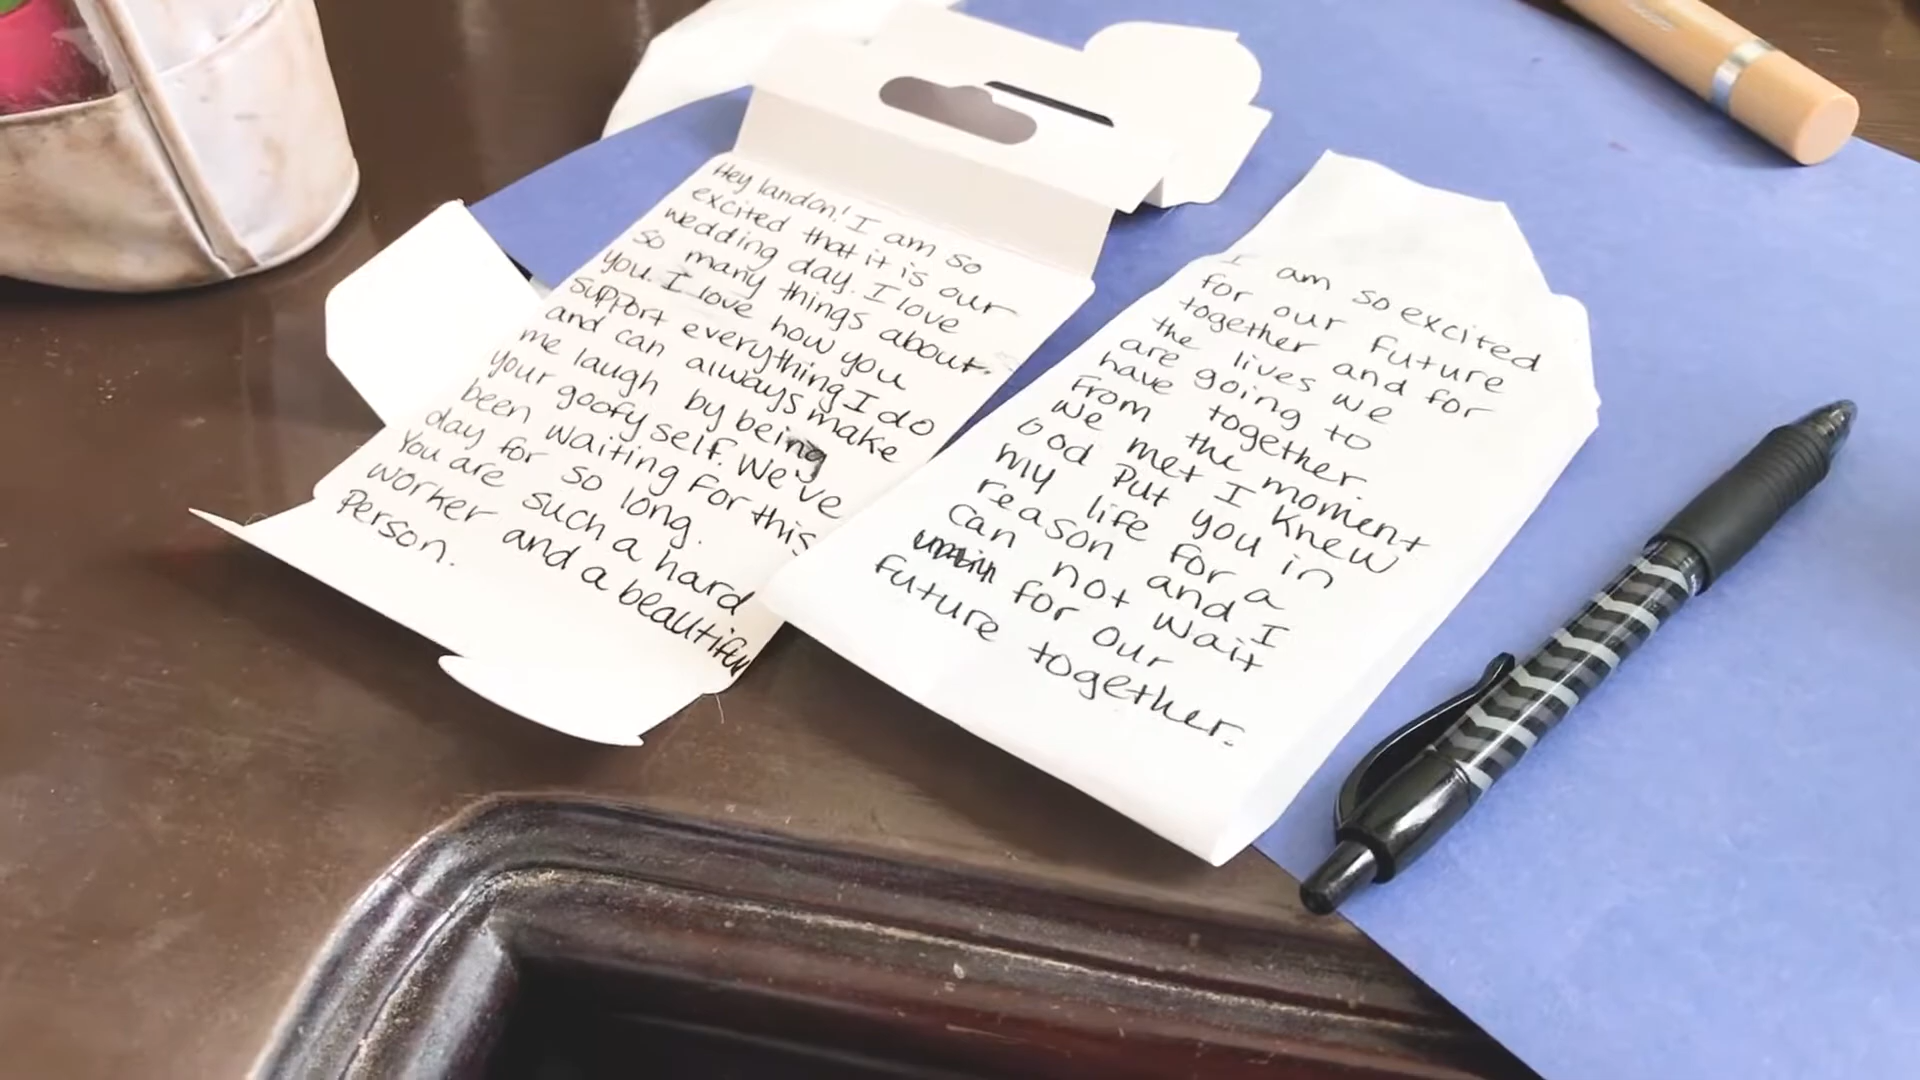 Hey landon! I am so
excited that it is our
wedding day. I love
so many things about
you. I love how you
support everything I do
and can always make
me laugh by being
your goofy self. We've
been waiting for this
day for so long.
You are such a hard
worker and a beautiful
Person.
I am so excited
for our future
together and for
the lives we
are going to
have together.
From the moment
we met I knew
God Put you in
my life for a
reason and I
can not wait
for our
future together.